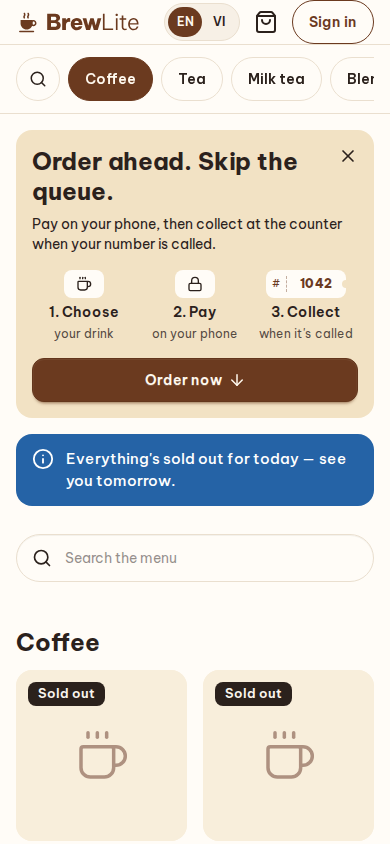 BrewLite
EN VI
Sign in
Coffee Tea Milk tea Blen
Order ahead. Skip the
queue.
Pay on your phone, then collect at the counter
when your number is called.
# 1042
1. Choose 2. Pay 3. Collect
your drink on your phone when it's called
Order now ↓
Everything's sold out for today — see
you tomorrow.
Search the menu
Coffee
Sold out Sold out